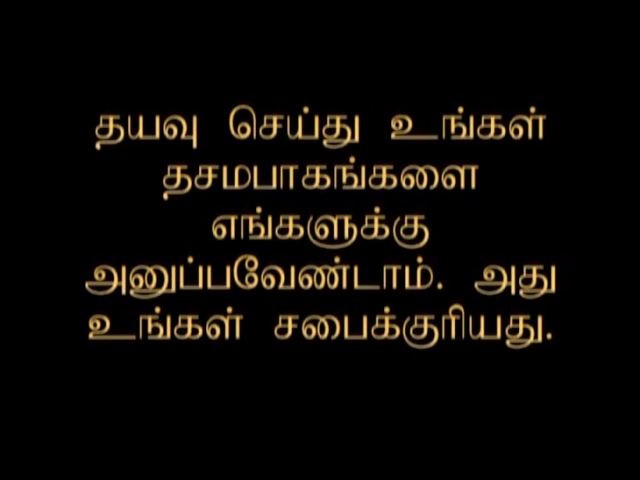 தயவு செய்து உங்கள்
தசமபாகங்களை
எங்களுக்கு
அனுப்பவேண்டாம். அது
உங்கள் சபைக்குரியது.